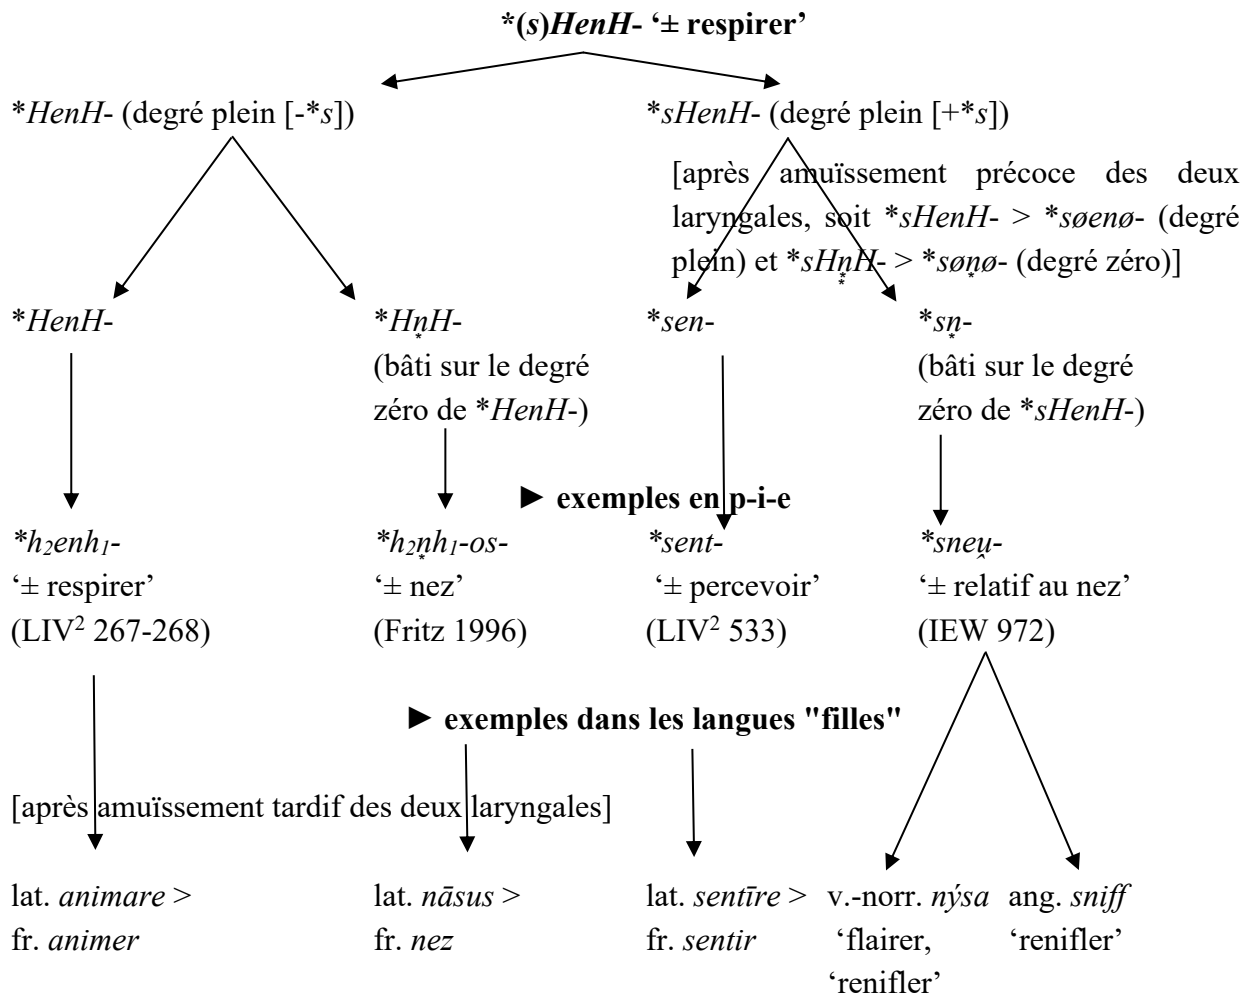 *(s)HenH- ‘± respirer’
*HenH- (degré plein [-*s]) *sHenH- (degré plein [+*s])
[après amuïssement précoce des deux
laryngales, soit *sHenH- > *søenø- (degré
plein) et *sHn̥H- > *søn̥ø- (degré zéro)]
*HenH- *Hn̥H- *sen- *sn̥-
(bâti sur le degré (bâti sur le degré
zéro de *HenH-) zéro de *sHenH-)
► exemples en p-i-e
*h₂enh₁- *h₂n̥h₁-os- *sent- *sneu̯-
‘± respirer’ ‘± nez’ ‘± percevoir’ ‘± relatif au nez’
(LIV² 267-268) (Fritz 1996) (LIV² 533) (IEW 972)
► exemples dans les langues "filles"
[après amuïssement tardif des deux laryngales]
lat. animare > lat. nāsus > lat. sentīre > v.-norr. nýsa ang. sniff
fr. animer fr. nez fr. sentir ‘flairer, ‘renifler’
‘renifler’